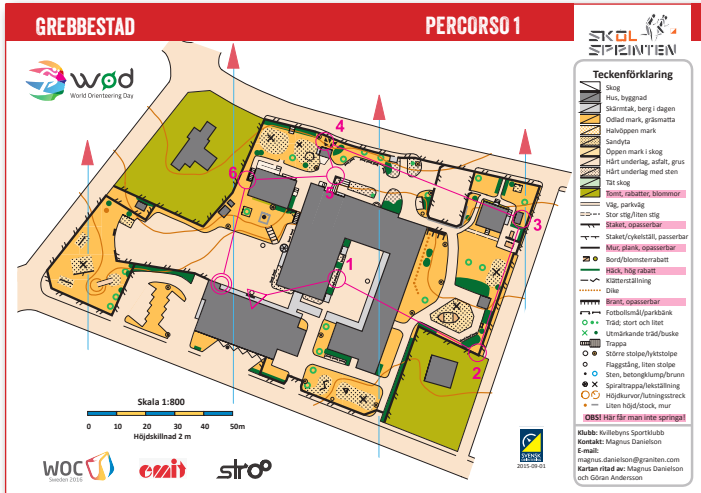 GREBBESTAD
PERCORSO 1
SKOL
SPRINTEN
wod
World Orienteering Day
4
6
5
3
1
2
Teckenförklaring
Skog
Hus, byggnad
Skärmtak, berg i dagen
Odlad mark, gräsmatta
Halvöppen mark
Sandyta
Öppen mark i skog
Hårt underlag, asfalt, grus
Hårt underlag med sten
Tät skog
Tomt, rabatter, blommor
Väg, parkväg
Stor stig/liten stig
Staket, opasserbar
Staket/cykelställ, passerbar
Mur, plank, opasserbar
Bord/blomsterrabatt
Häck, hög rabatt
Klätterställning
Dike
Brant, opasserbar
Fotbollsmål/parkbänk
Träd; stort och litet
Utmärkande träd/buske
Trappa
Större stolpe/lyktstolpe
Flaggstång, liten stolpe
Sten, betongklump/brunn
Spiraltrappa/lekställning
Höjdkurvor/lutningsstreck
Liten höjd/stock, mur
OBS! Här får man inte springa!
Klubb: Kvillebyns Sportklubb
Kontakt: Magnus Danielson
E-mail:
magnus.danielson@graniten.com
Kartan ritad av: Magnus Danielson
och Göran Andersson
Skala 1:800
0 10 20 30 40 50m
Höjdskillnad 2 m
WOC
Sweden 2016
emit
strop
SVENSK
2015-09-01